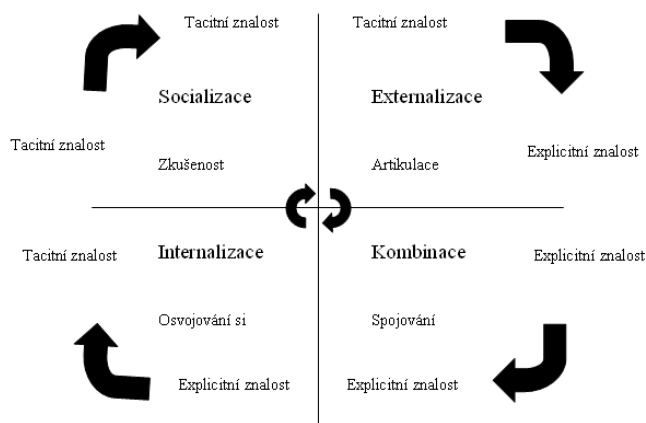 Tacitní znalost
Tacitní znalost
Socializace
Externalizace
Tacitní znalost
Zkušenost
Artikulace
Explicitní znalost
Tacitní znalost
Internalizace
Kombinace
Explicitní znalost
Osvojování si
Spojování
Explicitní znalost
Explicitní znalost